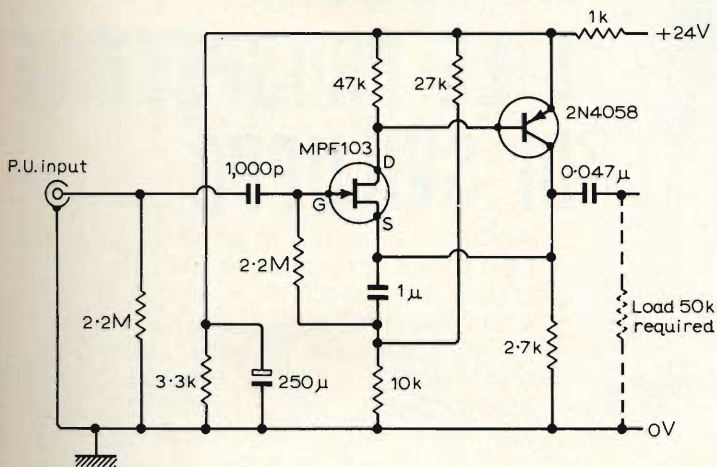 1k
+24V
47k
27k
2N4058
MPF103
D
P.U. input
1,000p
0·047μ
G
S
2·2M
1μ
2·2M
Load 50k
required
3·3k
250μ
10k
2·7k
0V